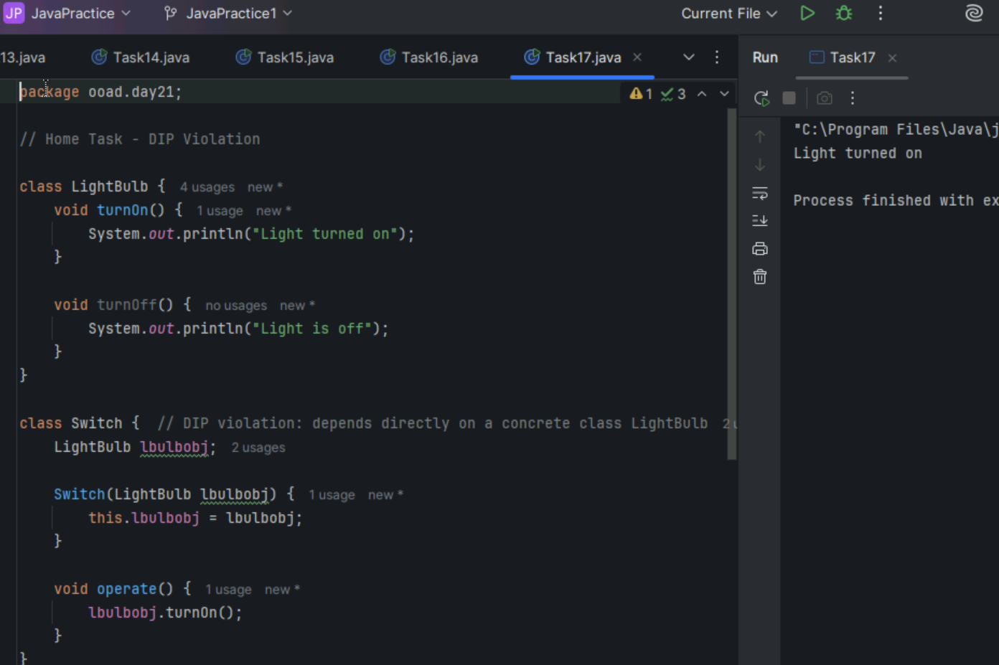 JP JavaPractice JavaPractice1 Current File
13.java Task14.java Task15.java Task16.java Task17.java Run Task17
package ooad.day21; 1 3
// Home Task - DIP Violation
class LightBulb { 4 usages new *
void turnOn() { 1 usage new *
System.out.println("Light turned on");
}
void turnOff() { no usages new *
System.out.println("Light is off");
}
}
class Switch { // DIP violation: depends directly on a concrete class LightBulb 2
LightBulb lbulbobj; 2 usages
Switch(LightBulb lbulbobj) { 1 usage new *
this.lbulbobj = lbulbobj;
}
void operate() { 1 usage new *
lbulbobj.turnOn();
}
}
"C:\Program Files\Java\j
Light turned on
Process finished with ex